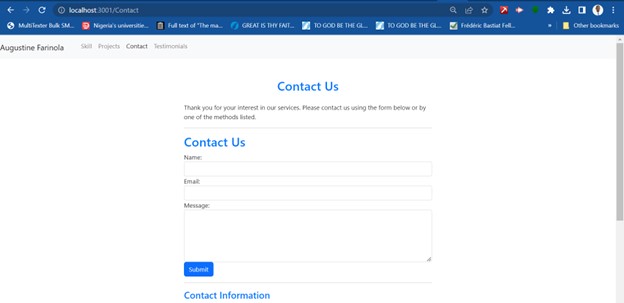 localhost:3001/Contact
MultiTexter Bulk SM... Nigeria's universitie... Full text of "The ma... GREAT IS THY FAIT... TO GOD BE THE GL... TO GOD BE THE GL... Frédéric Bastiat Fell... » Other bookmarks
Augustine Farinola Skill Projects Contact Testimonials
Contact Us
Thank you for your interest in our services. Please contact us using the form below or by
one of the methods listed.
Contact Us
Name:
Email:
Message:
Submit
Contact Information